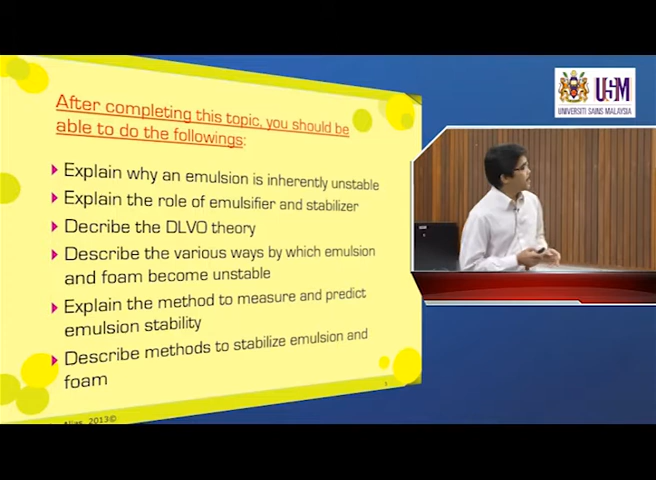 After completing this topic, you should be
able to do the followings:
Explain why an emulsion is inherently unstable
Explain the role of emulsifier and stabilizer
Decribe the DLVO theory
Describe the various ways by which emulsion
and foam become unstable
Explain the method to measure and predict
emulsion stability
Describe methods to stabilize emulsion and
foam
2013©
USM
UNIVERSITI SAINS MALAYSIA